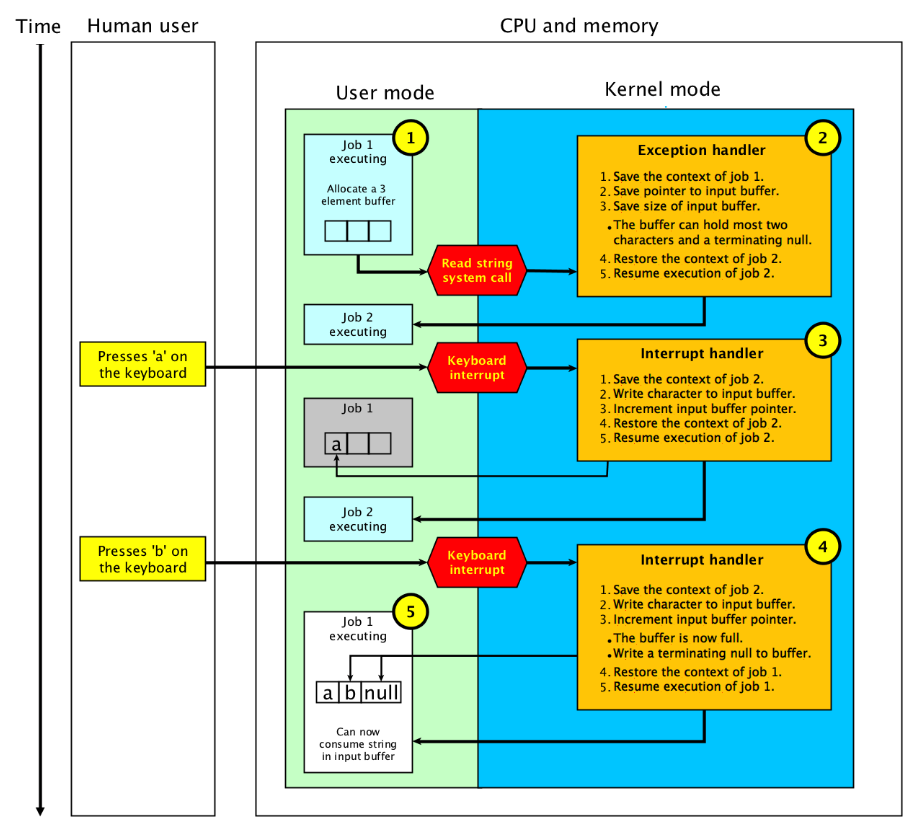 Time
Human user
CPU and memory
User mode
Kernel mode
1
Job 1
executing
Allocate a 3
element buffer
2
Exception handler
1. Save the context of job 1.
2. Save pointer to input buffer.
3. Save size of input buffer.
• The buffer can hold most two
characters and a terminating null.
4. Restore the context of job 2.
5. Resume execution of job 2.
Read string
system call
Job 2
executing
Presses 'a' on
the keyboard
Keyboard
interrupt
3
Interrupt handler
1. Save the context of job 2.
2. Write character to input buffer.
3. Increment input buffer pointer.
4. Restore the context of job 2.
5. Resume execution of job 2.
Job 1
a
Job 2
executing
Presses 'b' on
the keyboard
Keyboard
interrupt
4
Interrupt handler
1. Save the context of job 2.
2. Write character to input buffer.
3. Increment input buffer pointer.
• The buffer is now full.
• Write a terminating null to buffer.
4. Restore the context of job 1.
5. Resume execution of job 1.
5
Job 1
executing
a b null
Can now
consume string
in input buffer